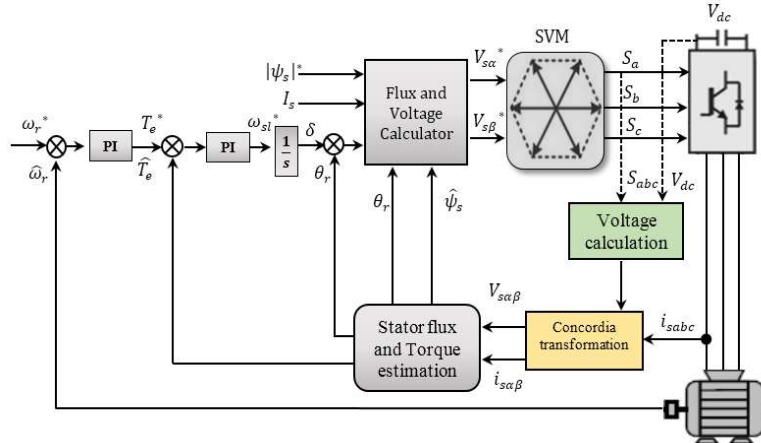 V_dc
SVM
|ψ_s|^*
V_sα^*
S_a
I_s
Flux and
Voltage
Calculator
S_b
ω_r^*
T_e^*
ω_sl^*
δ
V_sβ^*
S_c
PI
PI
1
s
ω̂_r
T̂_e
θ_r
θ_r
ψ̂_s
S_abc
V_dc
Voltage
calculation
V_sαβ
Stator flux
and Torque
estimation
Concordia
transformation
i_sabc
i_sαβ